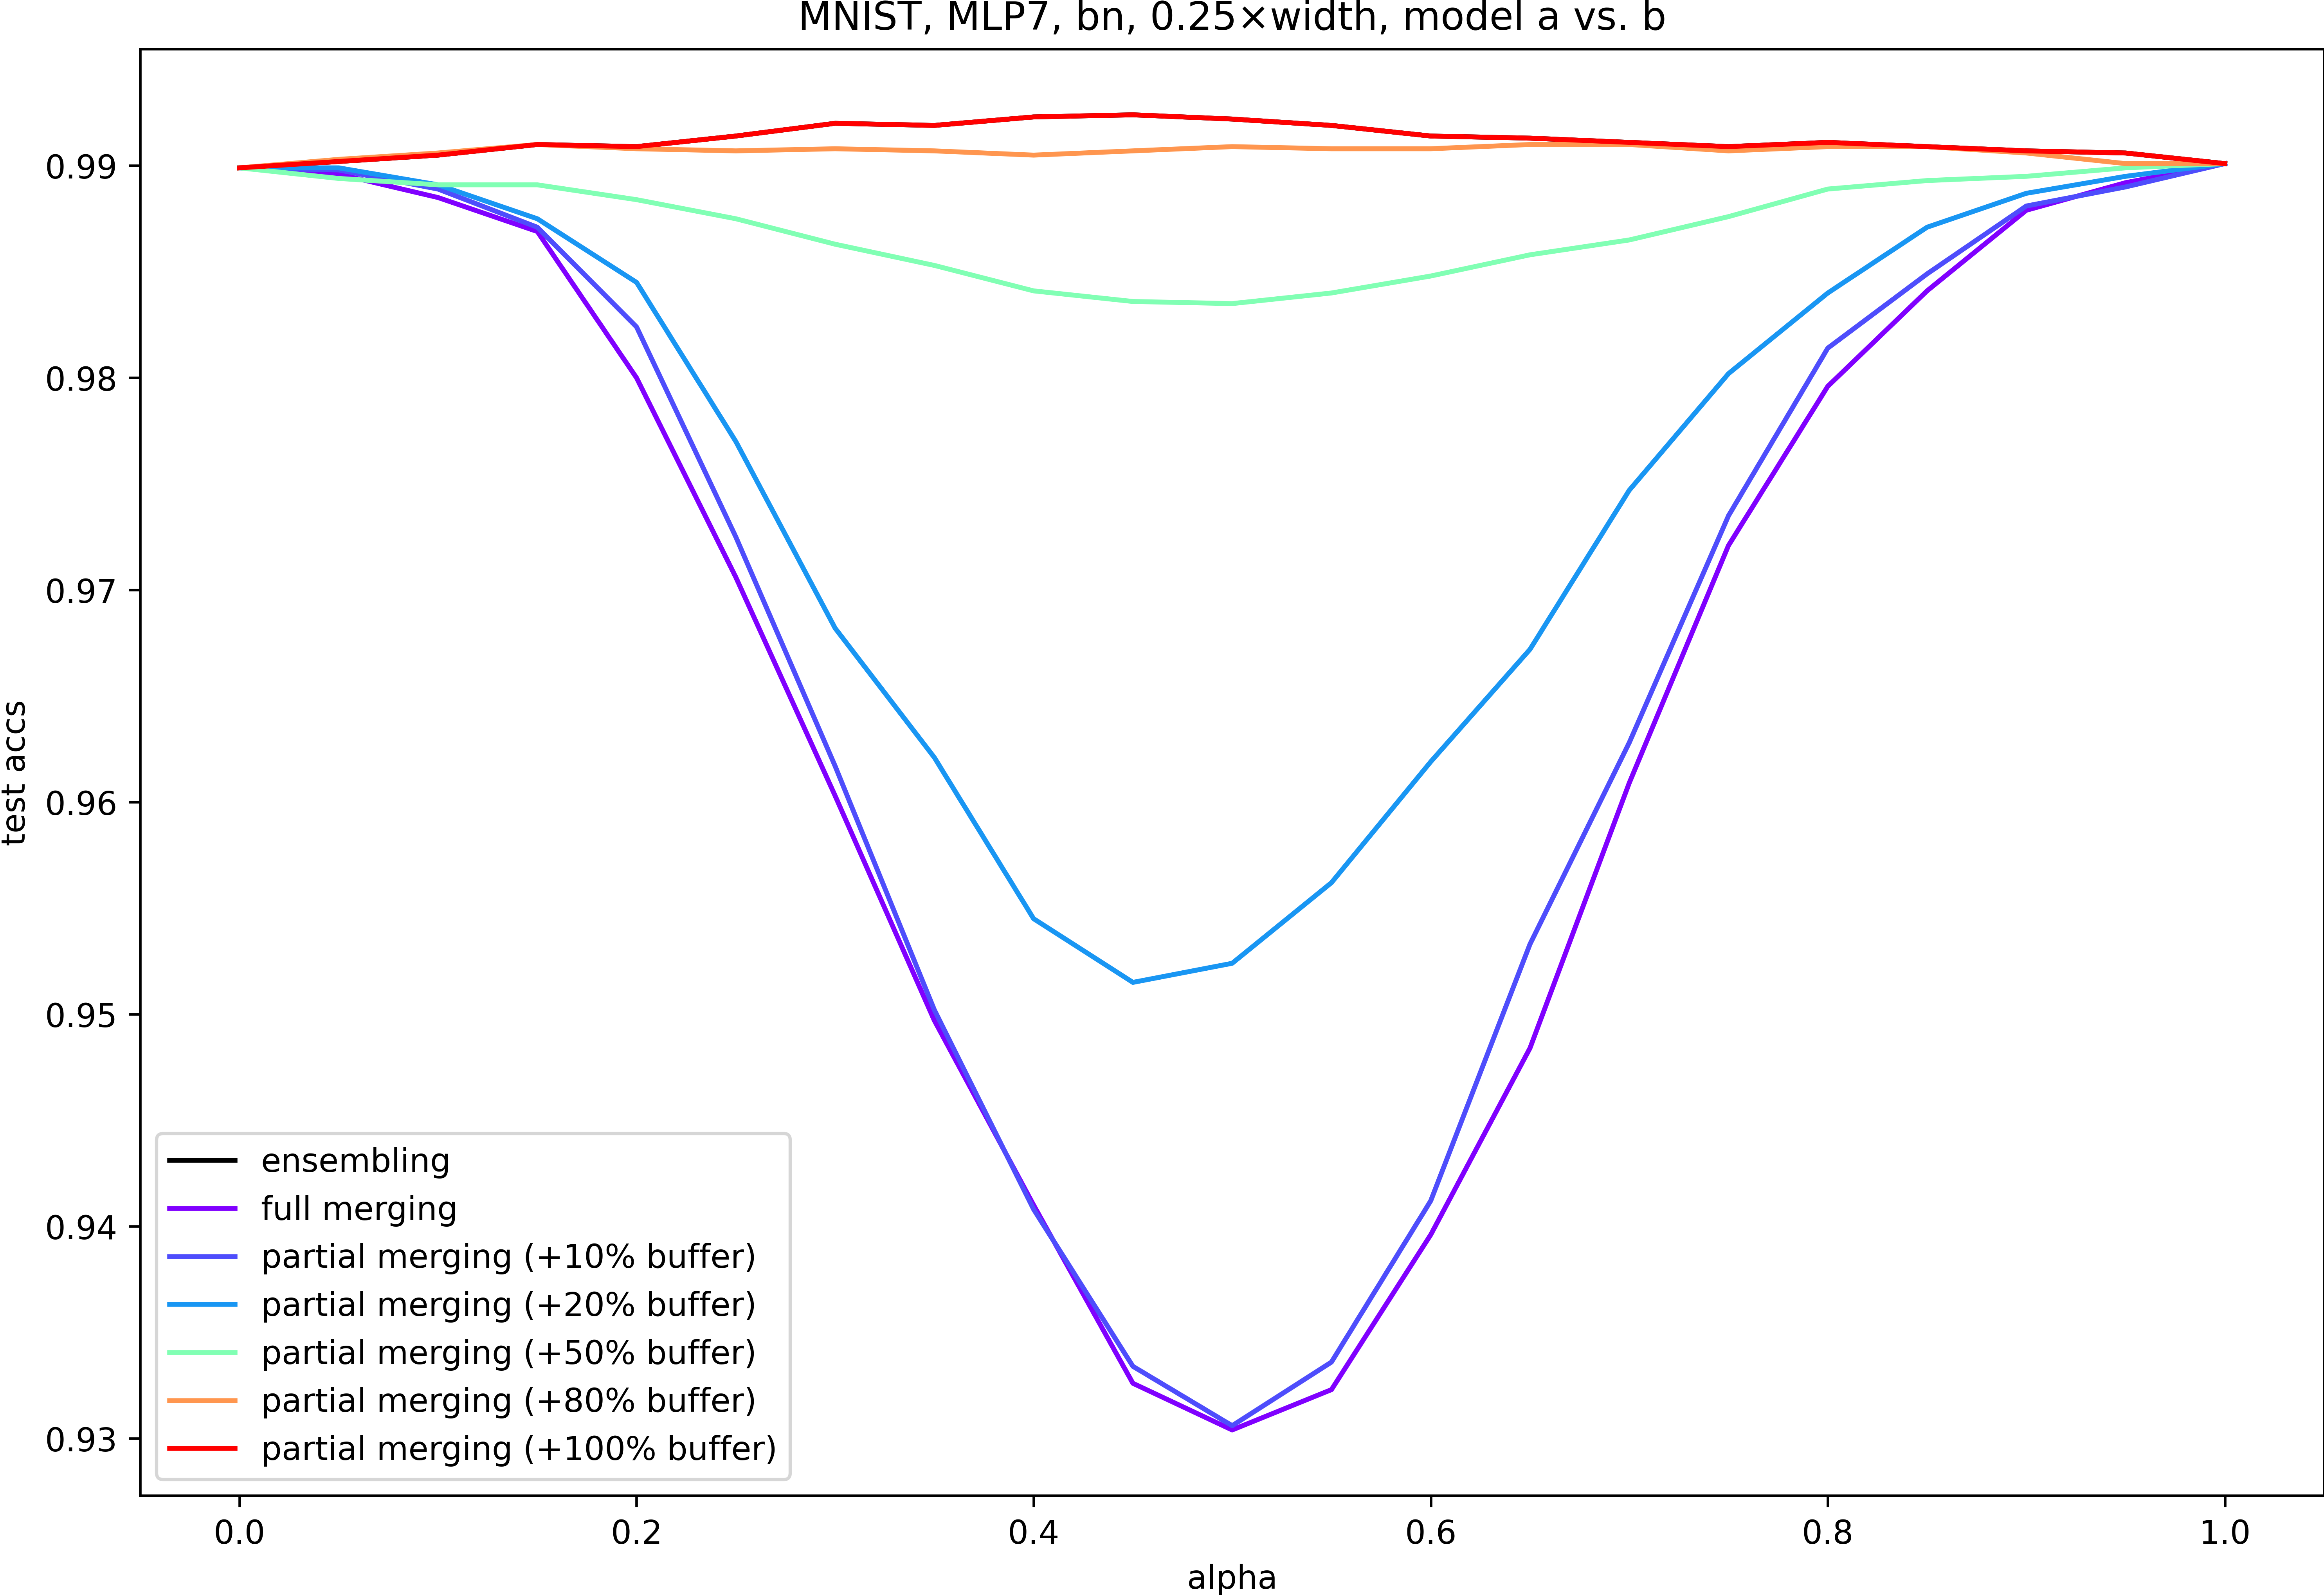 MNIST, MLP7, bn, 0.25×width, model a vs. b
0.99
0.98
0.97
0.96
0.95
0.94
0.93
test accs
ensembling
full merging
partial merging (+10% buffer)
partial merging (+20% buffer)
partial merging (+50% buffer)
partial merging (+80% buffer)
partial merging (+100% buffer)
0.0 0.2 0.4 0.6 0.8 1.0
alpha